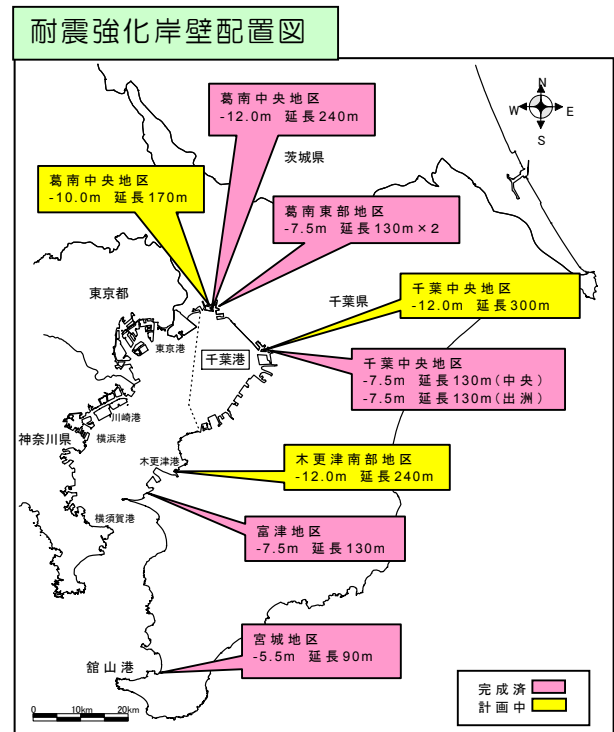 耐震強化岸壁配置図
葛南中央地区
-12.0m 延長240m
N
W E
S
茨城県
葛南中央地区
-10.0m 延長170m
葛南東部地区
-7.5m 延長130m×2
東京都
千葉県
千葉中央地区
-12.0m 延長300m
東京港
千葉港
千葉中央地区
-7.5m 延長130m(中央)
-7.5m 延長130m(出洲)
川崎港
神奈川県
横浜港
木更津港
木更津南部地区
-12.0m 延長240m
横須賀港
富津地区
-7.5m 延長130m
宮城地区
-5.5m 延長90m
舘山港
完成済
計画中
0 10km 20km